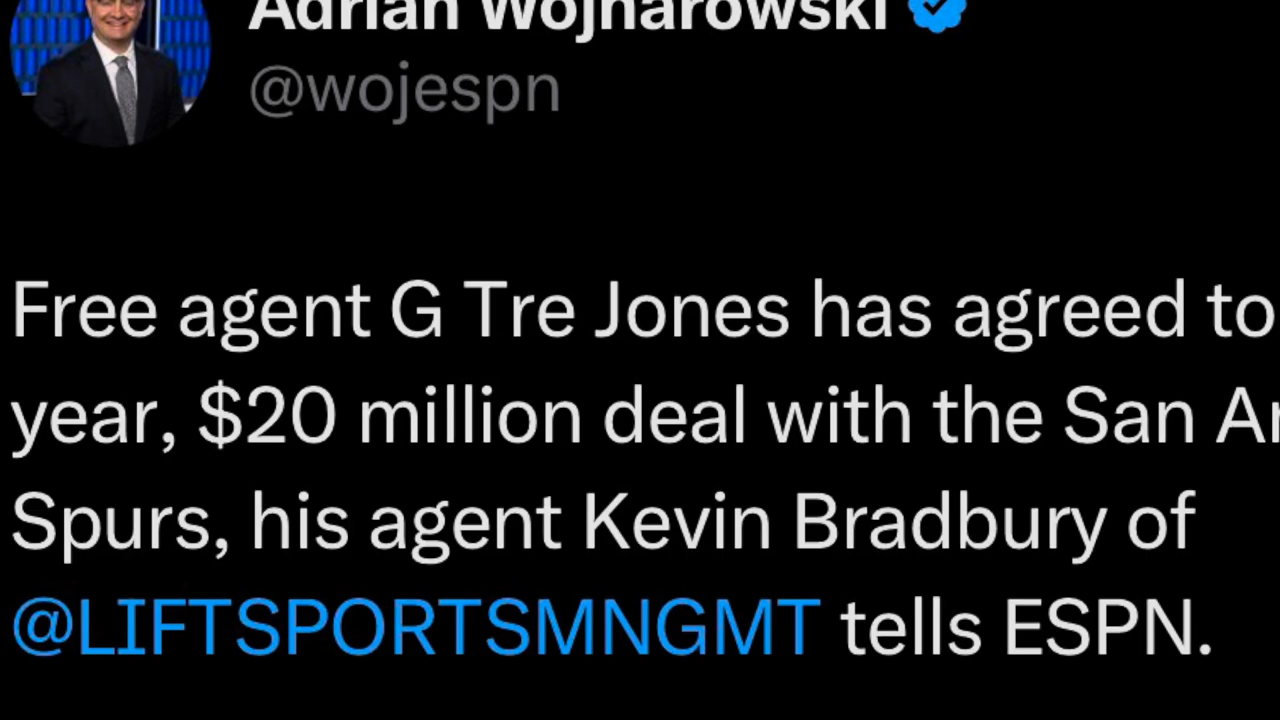 Adrian Wojnarowski
@wojespn
Free agent G Tre Jones has agreed to
year, $20 million deal with the San
Spurs, his agent Kevin Bradbury of
@LIFTSPORTSMNGMT tells ESPN.